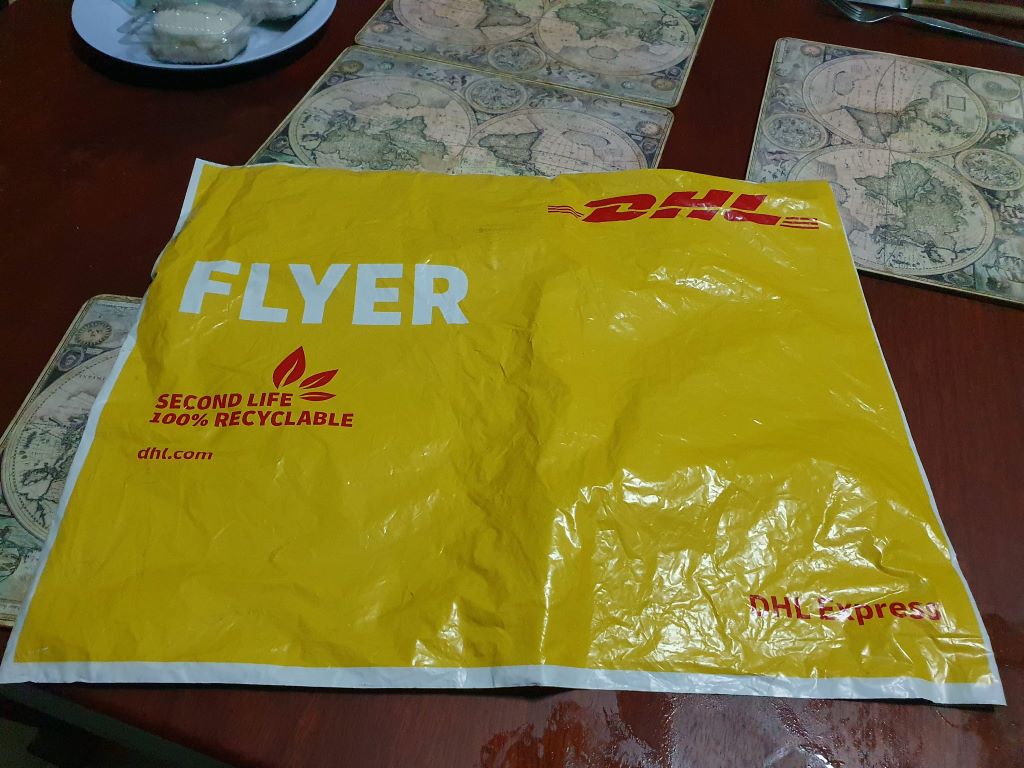 DHL
FLYER
SECOND LIFE
100% RECYCLABLE
dhl.com
DHL Express